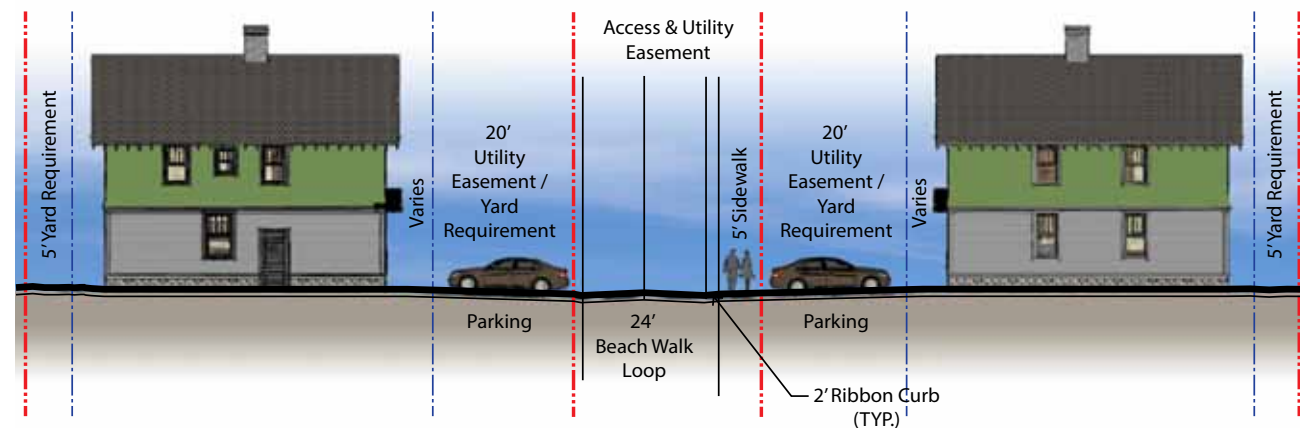 Access & Utility
Easement
5' Yard Requirement
Varies
20'
Utility
Easement /
Yard
Requirement
5' Sidewalk
20'
Utility
Easement /
Yard
Requirement
Varies
5' Yard Requirement
Parking
24'
Beach Walk
Loop
Parking
2' Ribbon Curb
(TYP.)